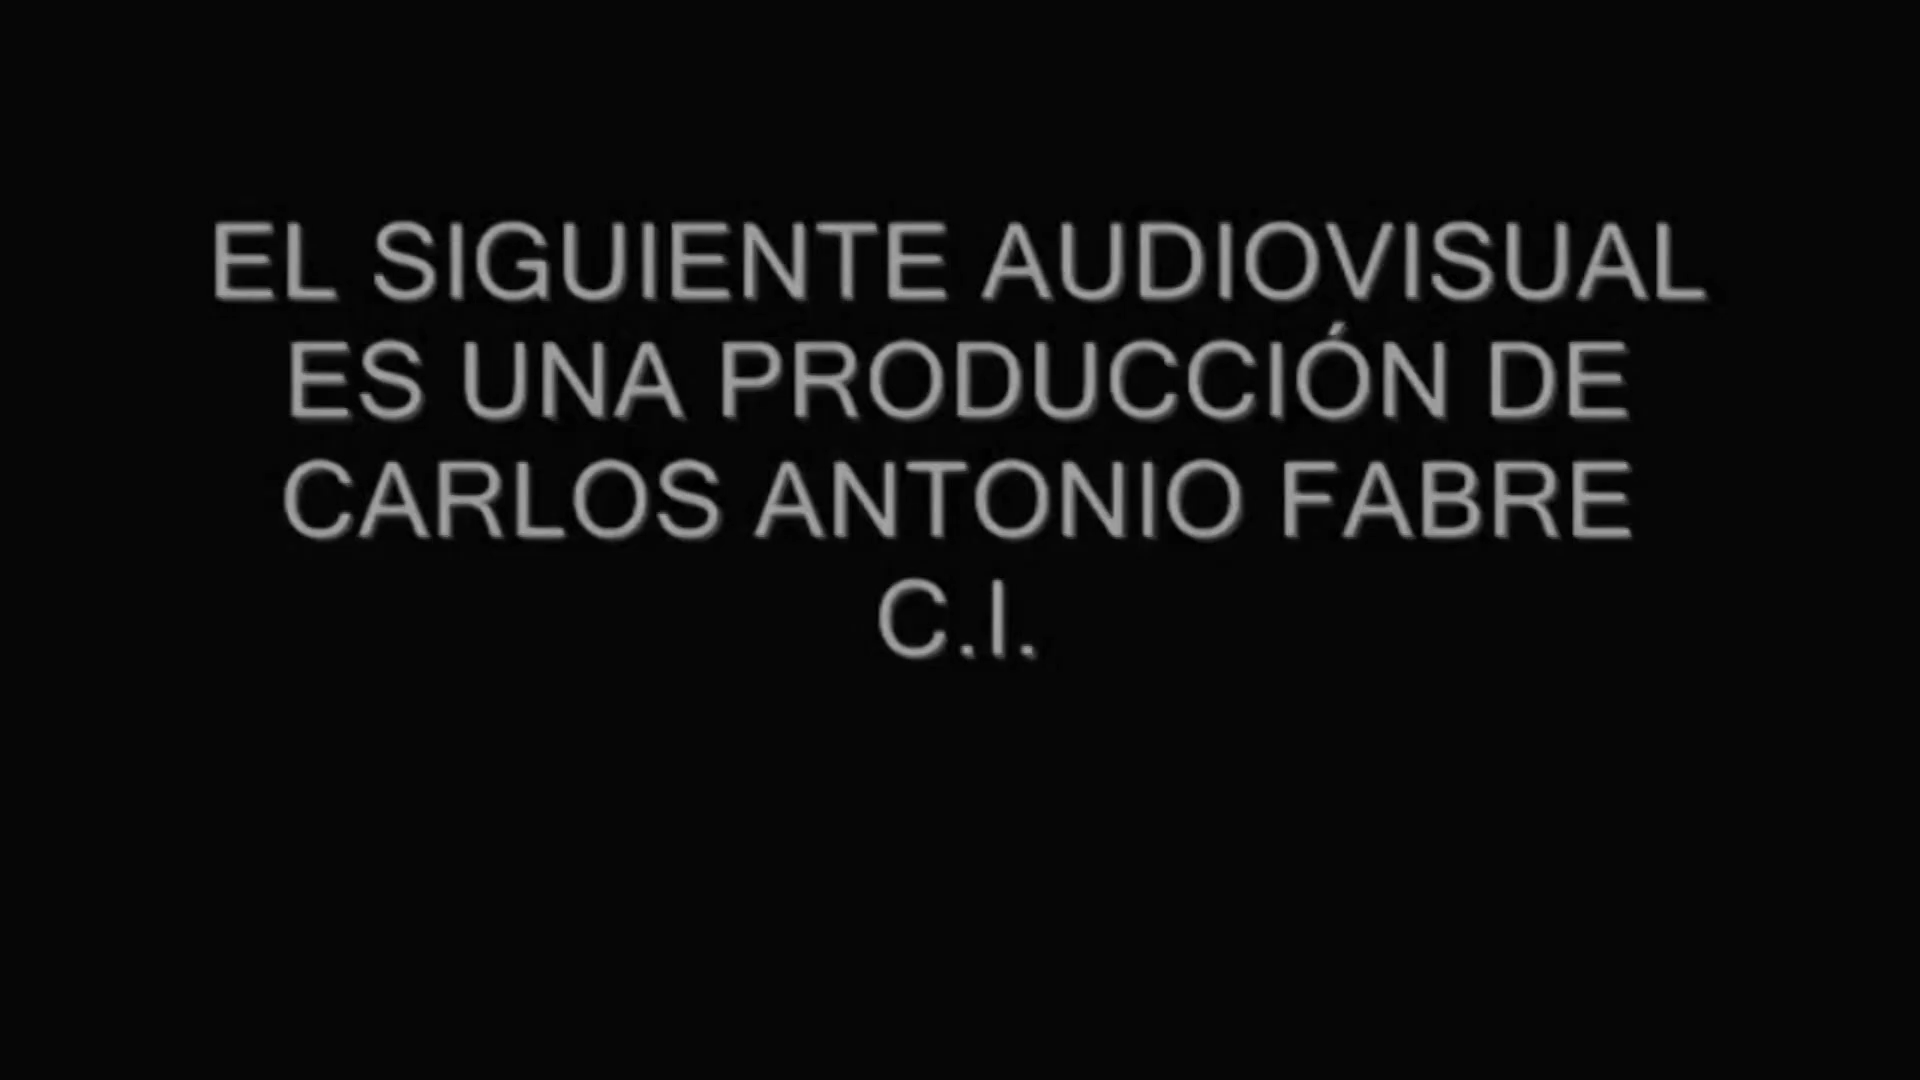 EL SIGUIENTE AUDIOVISUAL
ES UNA PRODUCCIÓN DE
CARLOS ANTONIO FABRE
C.I.